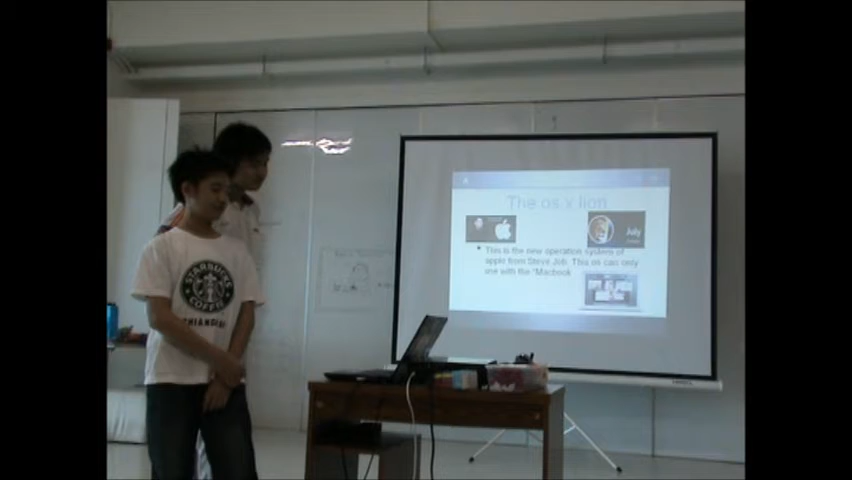 The os x lion
July
This is the new operation system of
apple from Steve Job. This os can only
use with the "Macbook
STARBUCKS
COFFEE